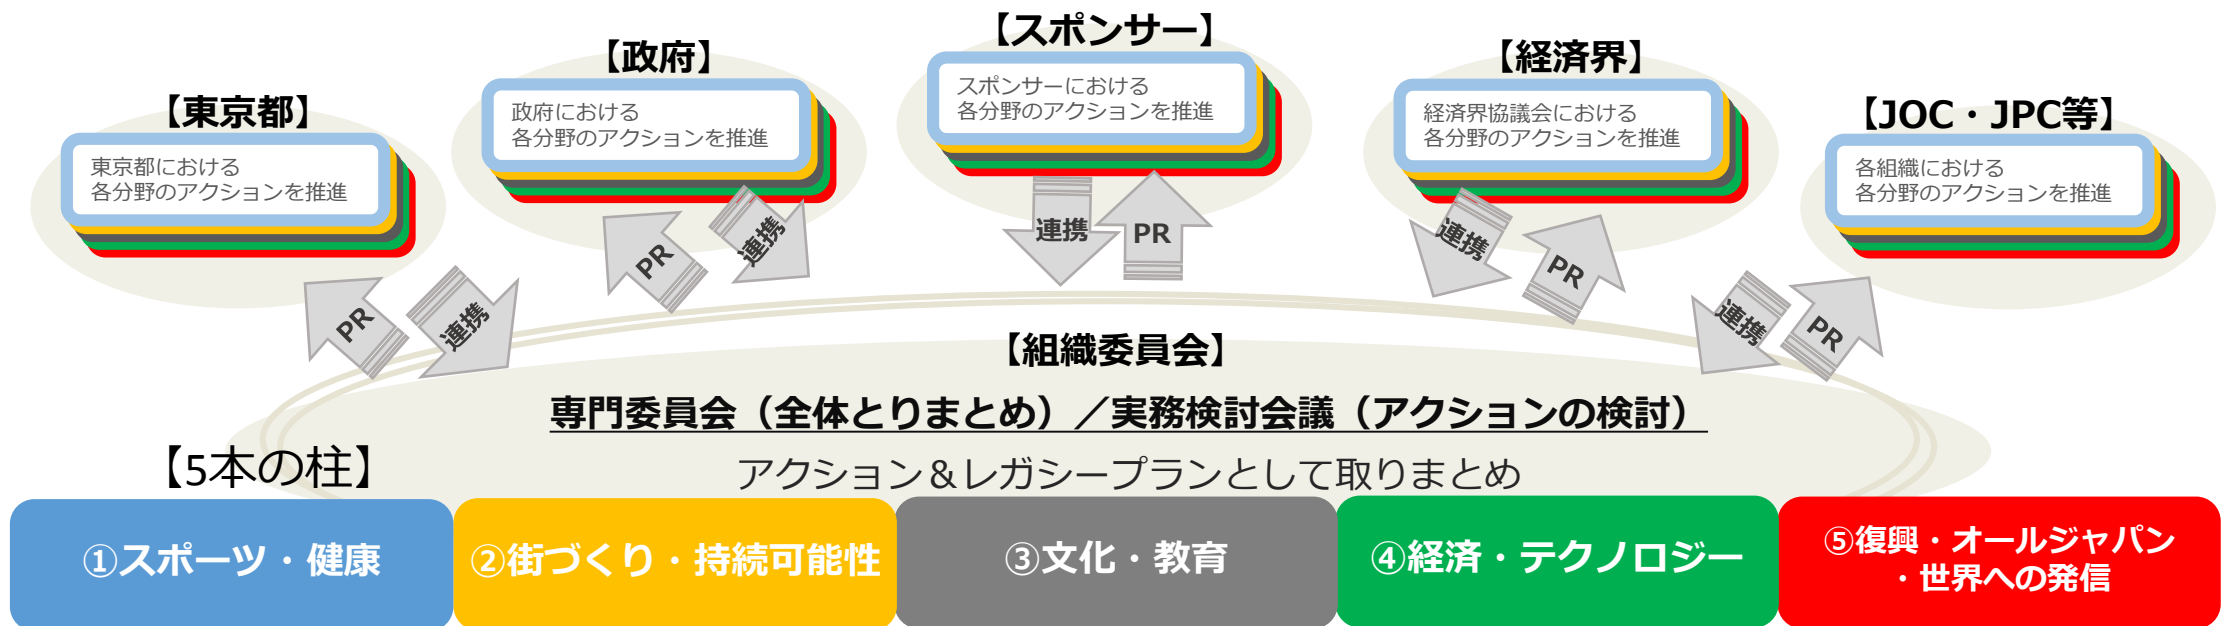 【東京都】
東京都における
各分野のアクションを推進
【政府】
政府における
各分野のアクションを推進
【スポンサー】
スポンサーにおける
各分野のアクションを推進
【経済界】
経済界協議会における
各分野のアクションを推進
【JOC・JPC等】
各組織における
各分野のアクションを推進
PR
連携
PR
連携
連携
PR
連携
PR
連携
PR
【組織委員会】
専門委員会（全体とりまとめ）／実務検討会議（アクションの検討）
アクション＆レガシープランとして取りまとめ
【5本の柱】
①スポーツ・健康
②街づくり・持続可能性
③文化・教育
④経済・テクノロジー
⑤復興・オールジャパン
・世界への発信